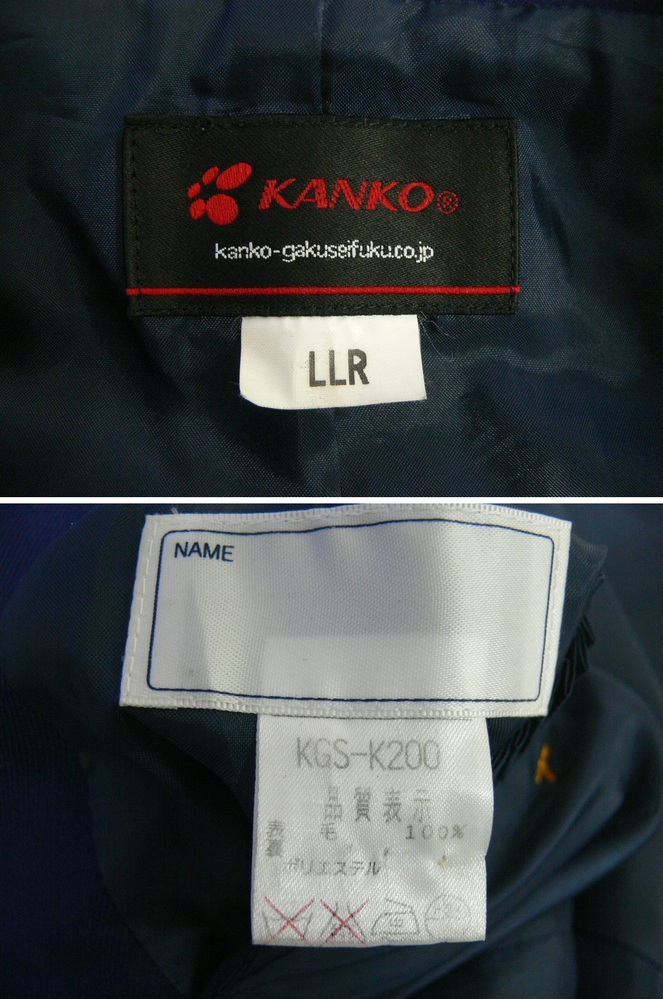 KANKO®
kanko-gakuseifuku.co.jp
LLR
NAME
KGS-K200
品質表示
表 毛 100%
裏
ポリエステル